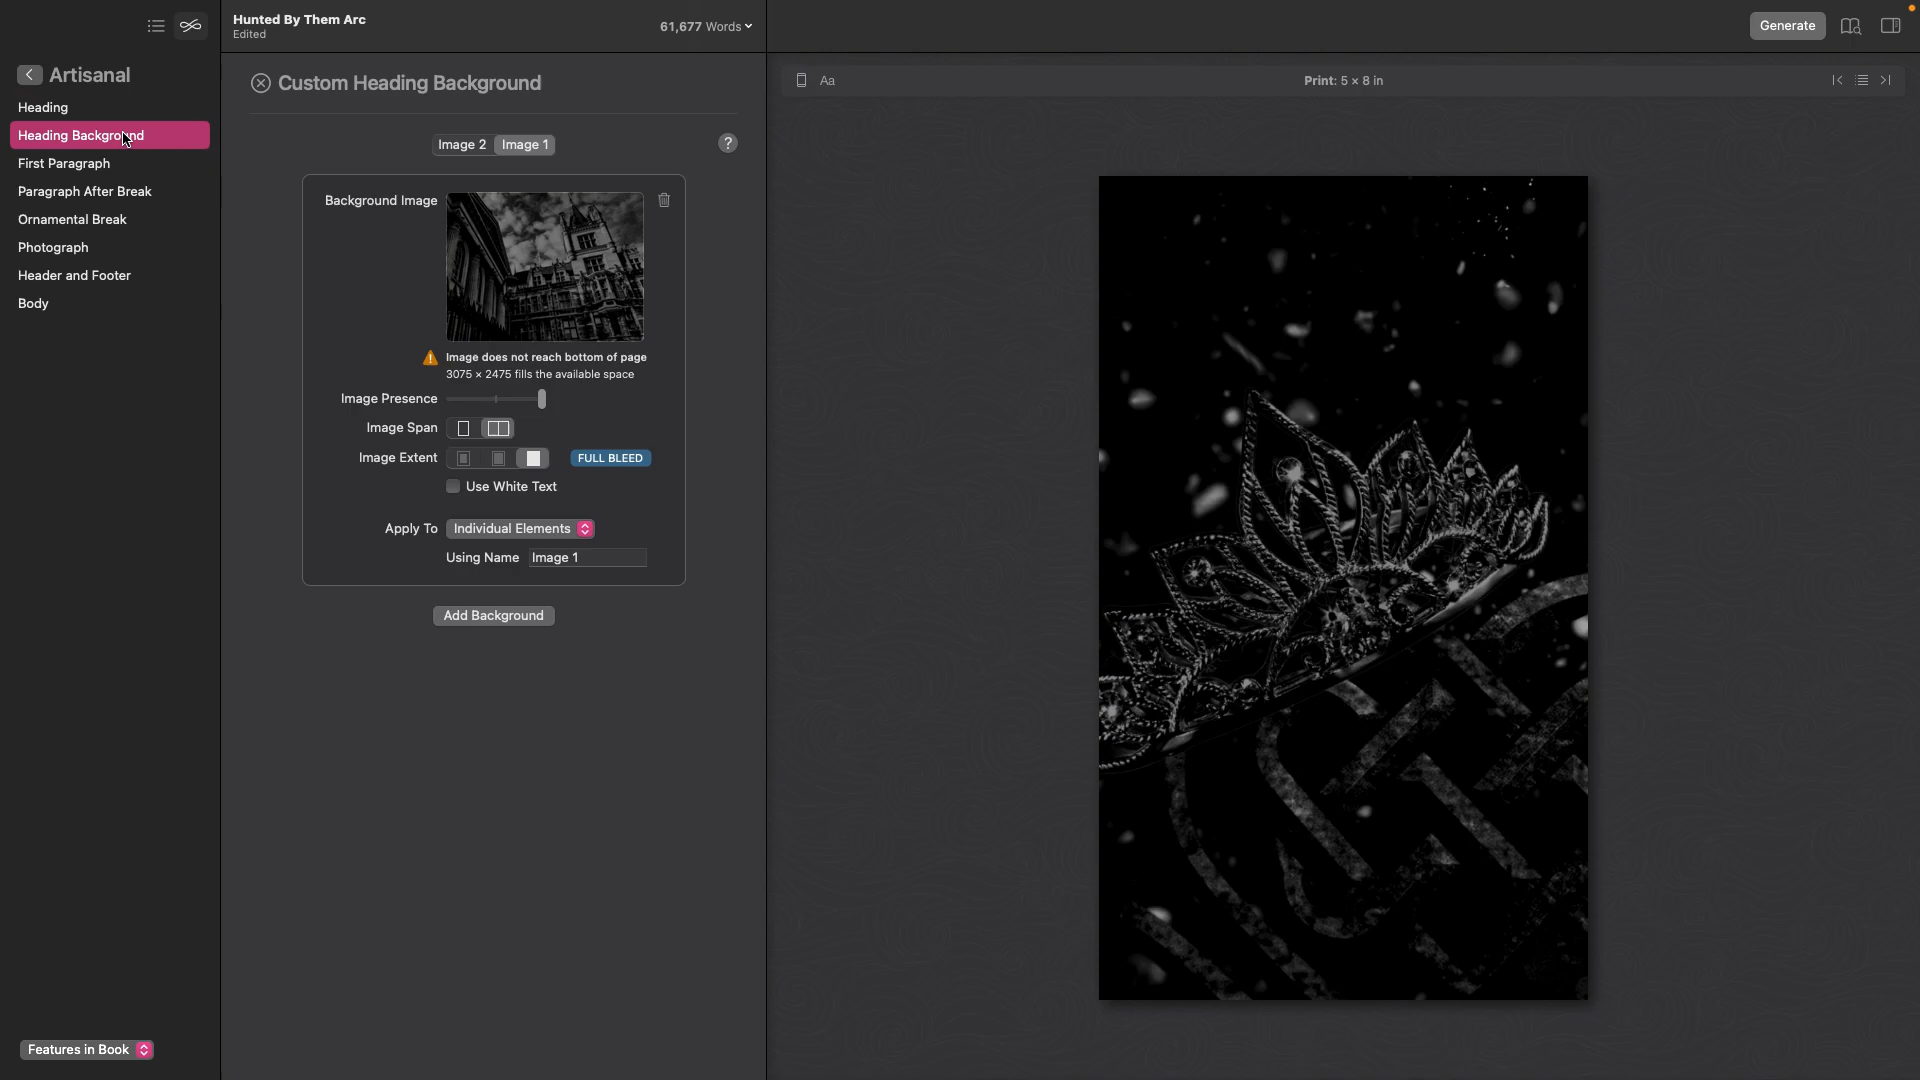 Hunted By Them Arc
Edited
61,677 Words
Generate
Artisanal
Heading
Heading Background
First Paragraph
Paragraph After Break
Ornamental Break
Photograph
Header and Footer
Body
Features in Book
Custom Heading Background
Image 2 Image 1
?
Background Image
Image does not reach bottom of page
3075 × 2475 fills the available space
Image Presence
Image Span
Image Extent FULL BLEED
Use White Text
Apply To Individual Elements
Using Name Image 1
Add Background
Aa
Print: 5 × 8 in